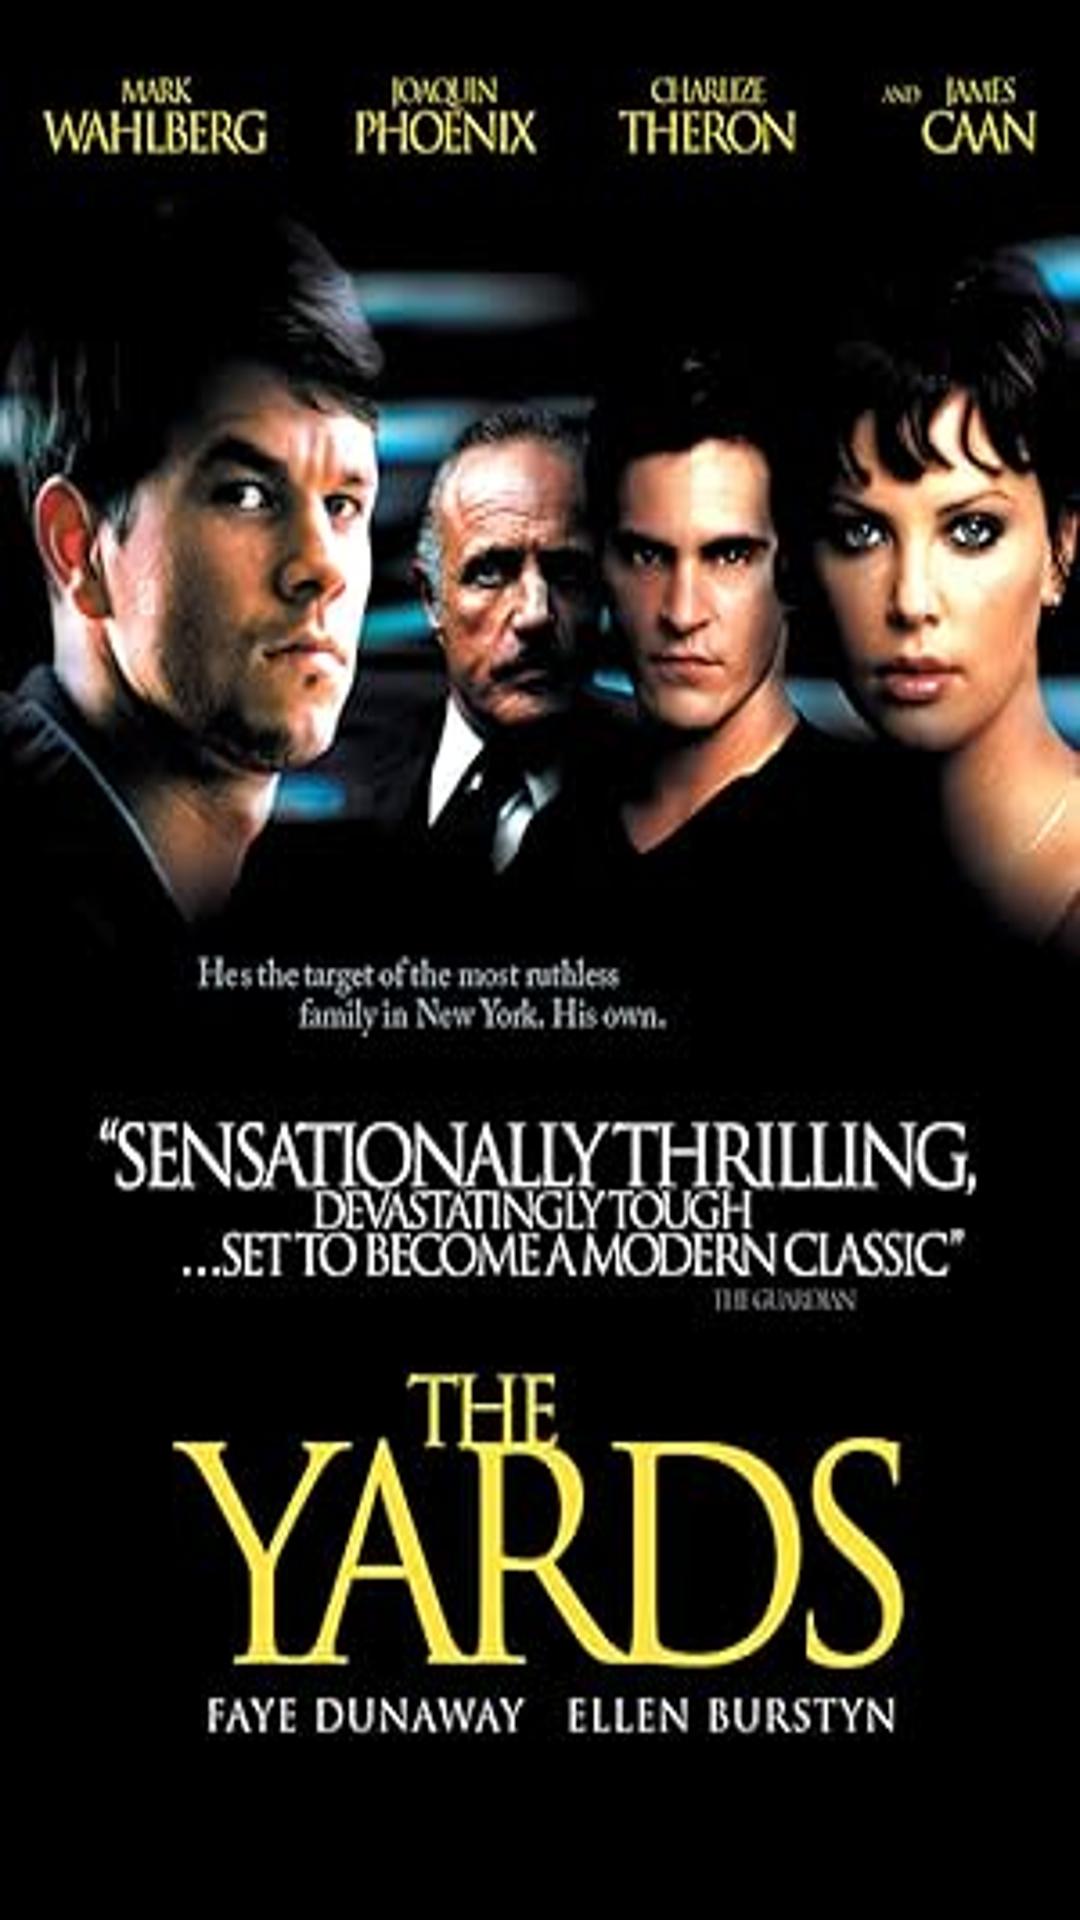 MARK JOAQUIN CHARLIZE AND JAMES
WAHLBERG PHOENIX THERON CAAN
He's the target of the most ruthless
family in New York. His own.
“SENSATIONALLY THRILLING,
DEVASTATINGLY TOUGH
...SET TO BECOME A MODERN CLASSIC”
THE GUARDIAN
THE
YARDS
FAYE DUNAWAY ELLEN BURSTYN